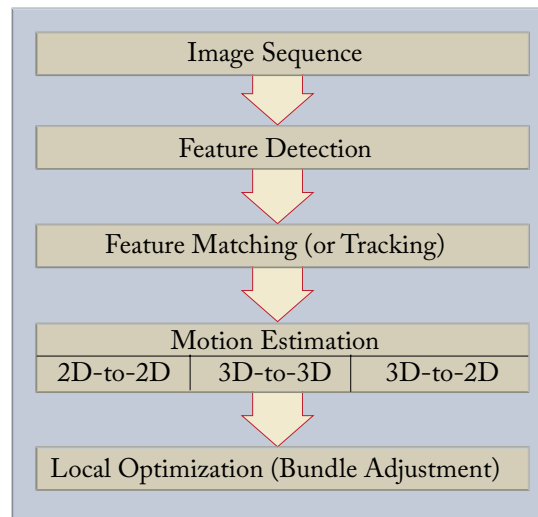 Image Sequence
Feature Detection
Feature Matching (or Tracking)
Motion Estimation
2D-to-2D 3D-to-3D 3D-to-2D
Local Optimization (Bundle Adjustment)